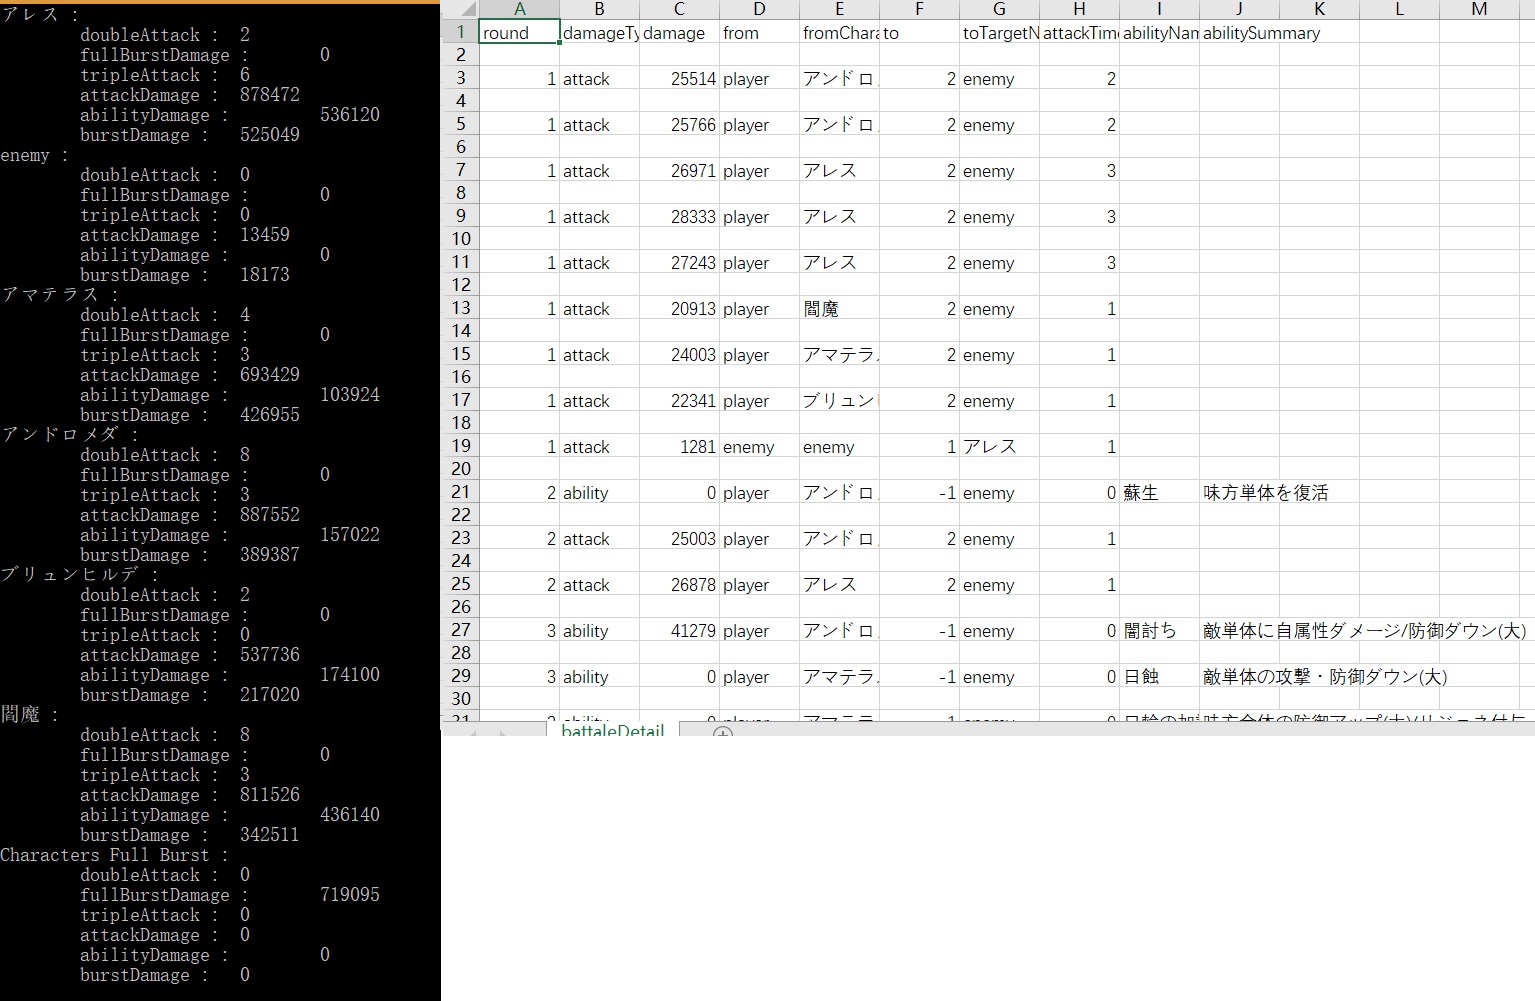 アレス :
doubleAttack : 2
fullBurstDamage : 0
tripleAttack : 6
attackDamage : 878472
abilityDamage : 536120
burstDamage : 525049
enemy :
doubleAttack : 0
fullBurstDamage : 0
tripleAttack : 0
attackDamage : 13459
abilityDamage : 0
burstDamage : 18173
アマテラス :
doubleAttack : 4
fullBurstDamage : 0
tripleAttack : 3
attackDamage : 693429
abilityDamage : 103924
burstDamage : 426955
アンドロメダ :
doubleAttack : 8
fullBurstDamage : 0
tripleAttack : 3
attackDamage : 887552
abilityDamage : 157022
burstDamage : 389387
ブリュンヒルデ :
doubleAttack : 2
fullBurstDamage : 0
tripleAttack : 0
attackDamage : 537736
abilityDamage : 174100
burstDamage : 217020
閻魔 :
doubleAttack : 8
fullBurstDamage : 0
tripleAttack : 3
attackDamage : 811526
abilityDamage : 436140
burstDamage : 342511
Characters Full Burst :
doubleAttack : 0
fullBurstDamage : 719095
tripleAttack : 0
attackDamage : 0
abilityDamage : 0
burstDamage : 0
A B C D E F G H I J K L M
1 round damageTy damage from fromChara to toTargetN attackTime abilityNam abilitySummary
2
3 1 attack 25514 player アンドロ 2 enemy 2
4
5 1 attack 25766 player アンドロ 2 enemy 2
6
7 1 attack 26971 player アレス 2 enemy 3
8
9 1 attack 28333 player アレス 2 enemy 3
10
11 1 attack 27243 player アレス 2 enemy 3
12
13 1 attack 20913 player 閻魔 2 enemy 1
14
15 1 attack 24003 player アマテラ 2 enemy 1
16
17 1 attack 22341 player ブリュン 2 enemy 1
18
19 1 attack 1281 enemy enemy 1 アレス 1
20
21 2 ability 0 player アンドロ -1 enemy 0 蘇生 味方単体を復活
22
23 2 attack 25003 player アンドロ 2 enemy 1
24
25 2 attack 26878 player アレス 2 enemy 1
26
27 3 ability 41279 player アンドロ -1 enemy 0 闇討ち 敵単体に自属性ダメージ/防御ダウン(大)
28
29 3 ability 0 player アマテラ -1 enemy 0 日蝕 敵単体の攻撃・防御ダウン(大)
30
battaleDetail